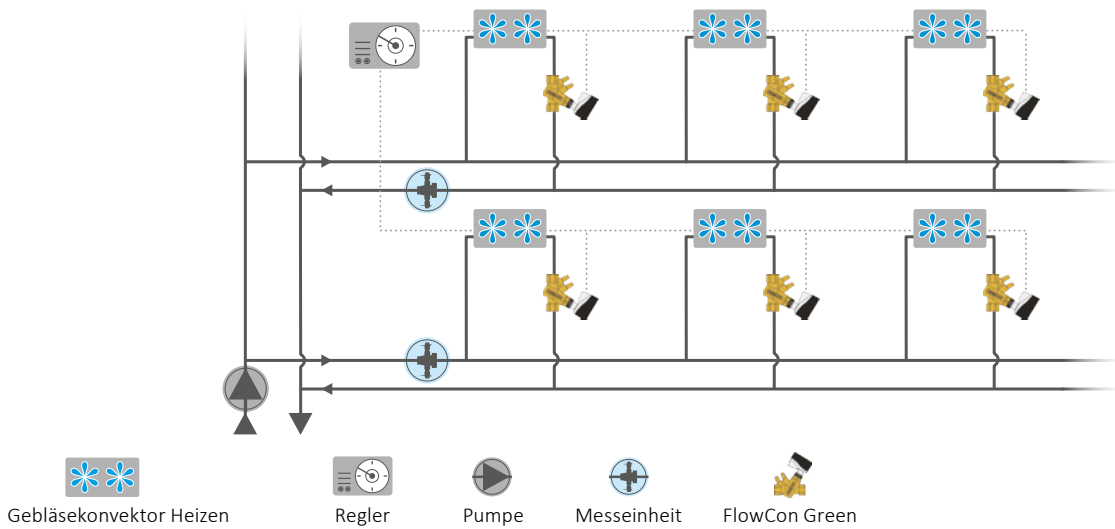 Gebläsekonvektor Heizen
Regler
Pumpe
Messeinheit
FlowCon Green